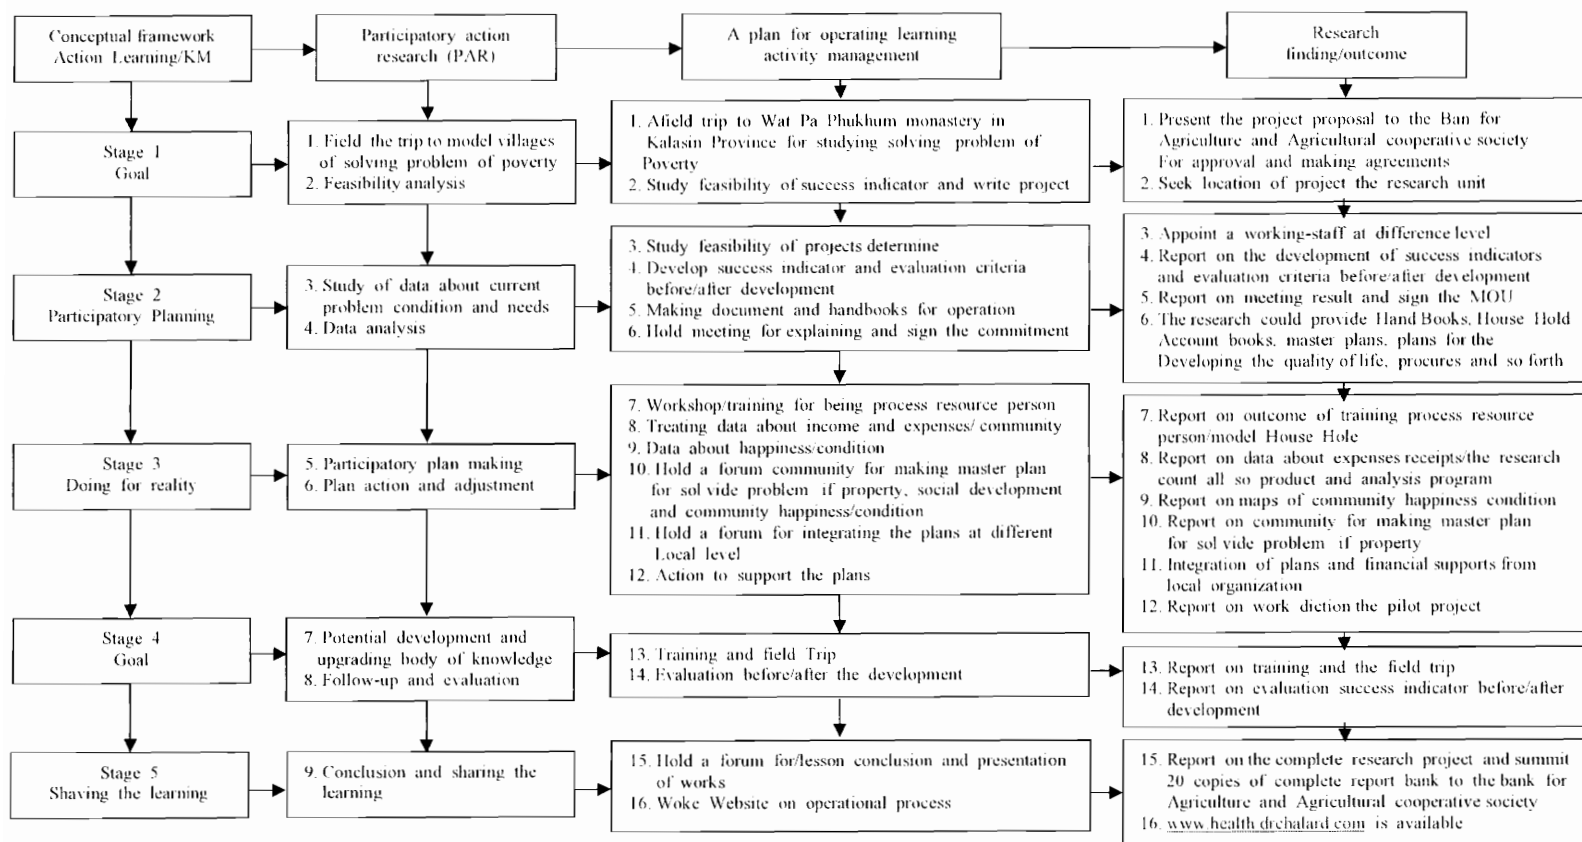 Conceptual framework
Action Learning/KM
Participatory action
research (PAR)
A plan for operating learning
activity management
Research
finding/outcome
Stage 1
Goal
1. Field the trip to model villages
of solving problem of poverty
2. Feasibility analysis
1. Afield trip to Wat Pa Phukhum monastery in
Kalasin Province for studying solving problem of
Poverty
2. Study feasibility of success indicator and write project
1. Present the project proposal to the Ban for
Agriculture and Agricultural cooperative society
For approval and making agreements
2. Seek location of project the research unit
Stage 2
Participatory Planning
3. Study of data about current
problem condition and needs
4. Data analysis
3. Study feasibility of projects determine
4. Develop success indicator and evaluation criteria
before/after development
5. Making document and handbooks for operation
6. Hold meeting for explaining and sign the commitment
3. Appoint a working-staff at difference level
4. Report on the development of success indicators
and evaluation criteria before/after development
5. Report on meeting result and sign the MOU
6. The research could provide Hand Books, House Hold
Account books, master plans, plans for the
Developing the quality of life, procures and so forth
Stage 3
Doing for reality
5. Participatory plan making
6. Plan action and adjustment
7. Workshop/training for being process resource person
8. Treating data about income and expenses/ community
9. Data about happiness/condition
10. Hold a forum community for making master plan
for sol vide problem if property, social development
and community happiness/condition
11. Hold a forum for integrating the plans at different
Local level
12. Action to support the plans
7. Report on outcome of training process resource
person/model House Hole
8. Report on data about expenses receipts/the research
count all so product and analysis program
9. Report on maps of community happiness condition
10. Report on community for making master plan
for sol vide problem if property
11. Integration of plans and financial supports from
local organization
12. Report on work diction the pilot project
Stage 4
Goal
7. Potential development and
upgrading body of knowledge
8. Follow-up and evaluation
13. Training and field Trip
14. Evaluation before/after the development
13. Report on training and the field trip
14. Report on evaluation success indicator before/after
development
Stage 5
Shaving the learning
9. Conclusion and sharing the
learning
15. Hold a forum for/lesson conclusion and presentation
of works
16. Woke Website on operational process
15. Report on the complete research project and summit
20 copies of complete report bank to the bank for
Agriculture and Agricultural cooperative society
16. www.health.drchalard.com is available